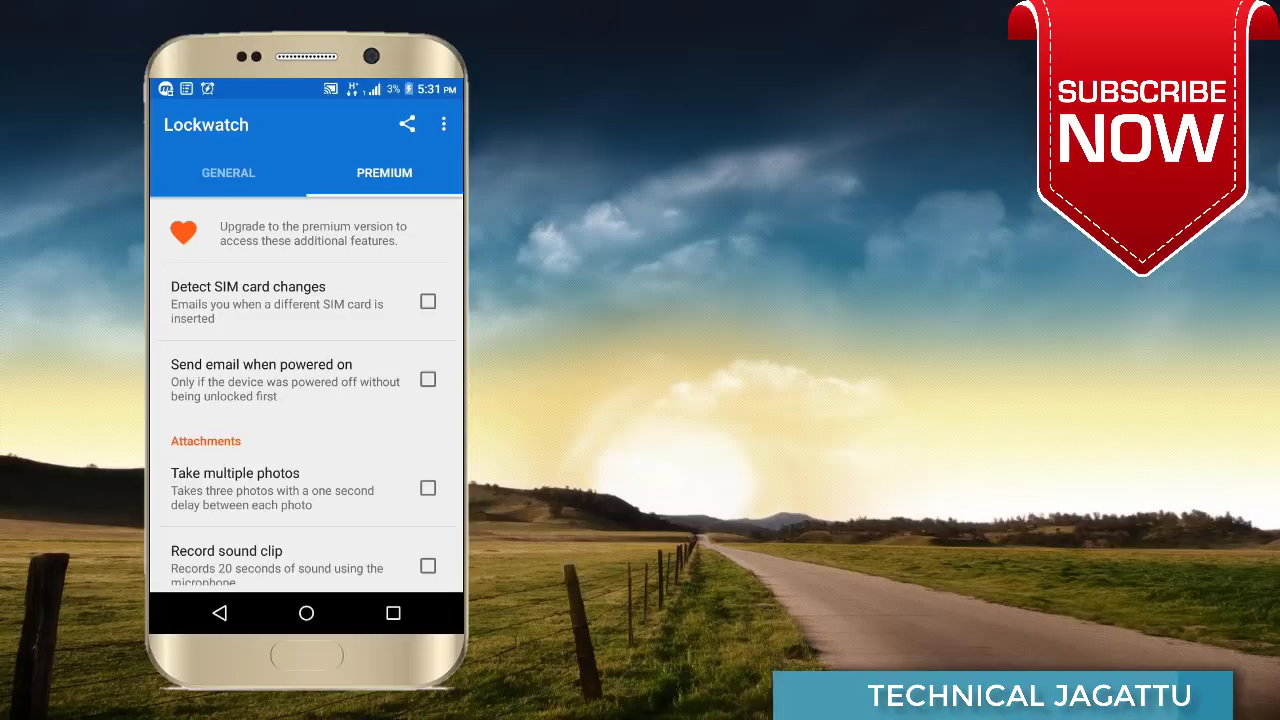 3%
5:31 PM
Lockwatch
GENERAL
PREMIUM
Upgrade to the premium version to
access these additional features.
Detect SIM card changes
Emails you when a different SIM card is
inserted
Send email when powered on
Only if the device was powered off without
being unlocked first
Attachments
Take multiple photos
Takes three photos with a one second
delay between each photo
Record sound clip
Records 20 seconds of sound using the
microphone
SUBSCRIBE
NOW
TECHNICAL JAGATTU